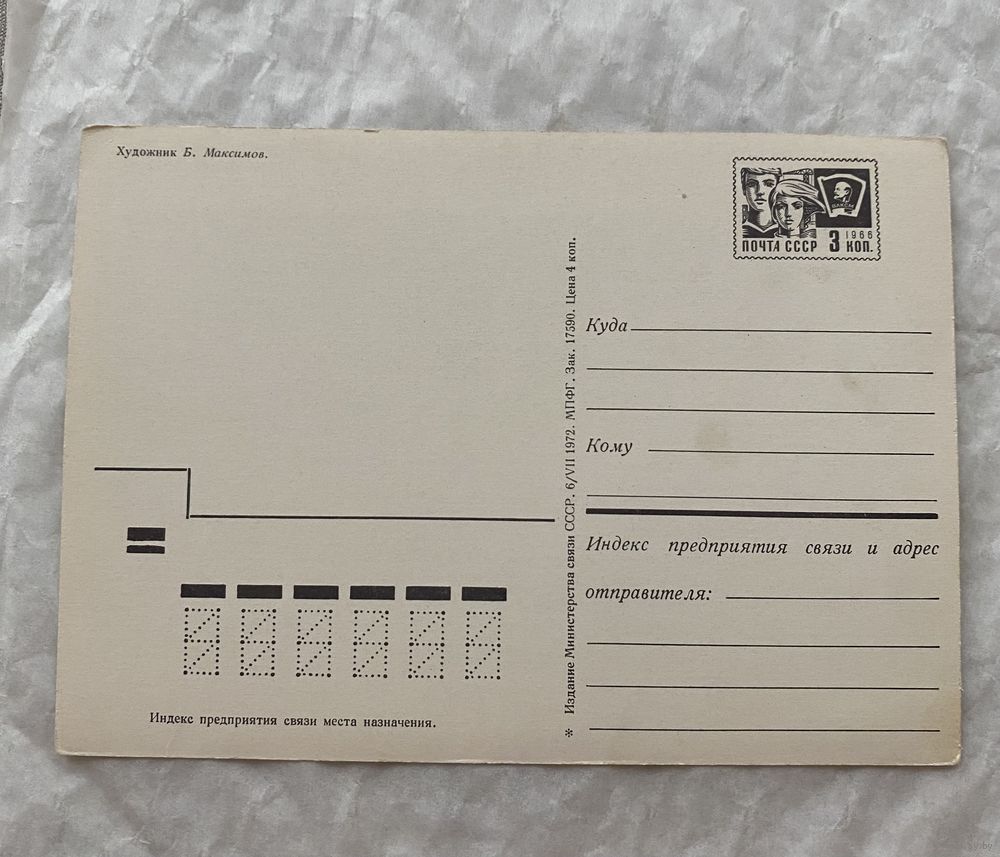 Художник Б. Максимов.
ВЛКСМ
1966
ПОЧТА СССР 3 КОП.
* Издание Министерства связи СССР. 6/VII 1972. МПФГ. Зак. 17590. Цена 4 коп.
Куда
Кому
Индекс предприятия связи и адрес
отправителя:
Индекс предприятия связи места назначения.